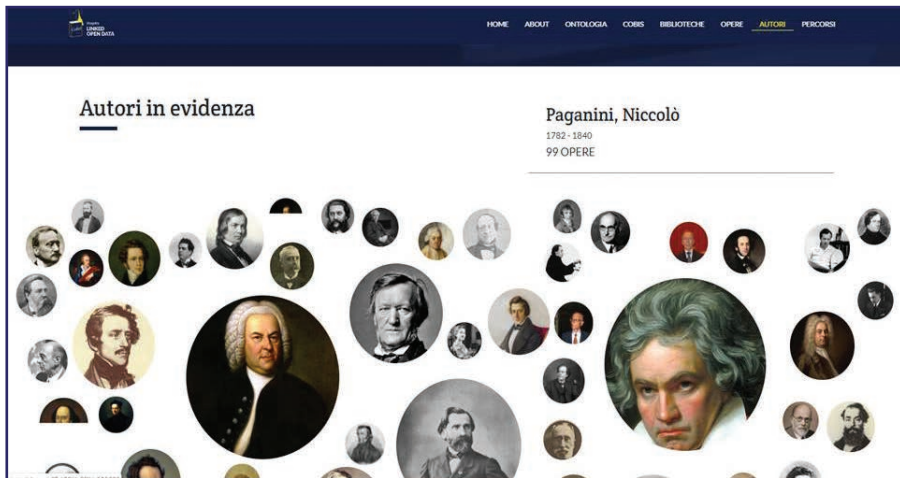 Progetto
LINKED
OPEN DATA
HOME ABOUT ONTOLOGIA COBIS BIBLIOTECHE OPERE AUTORI PERCORSI
Autori in evidenza
Paganini, Niccolò
1782 - 1840
99 OPERE